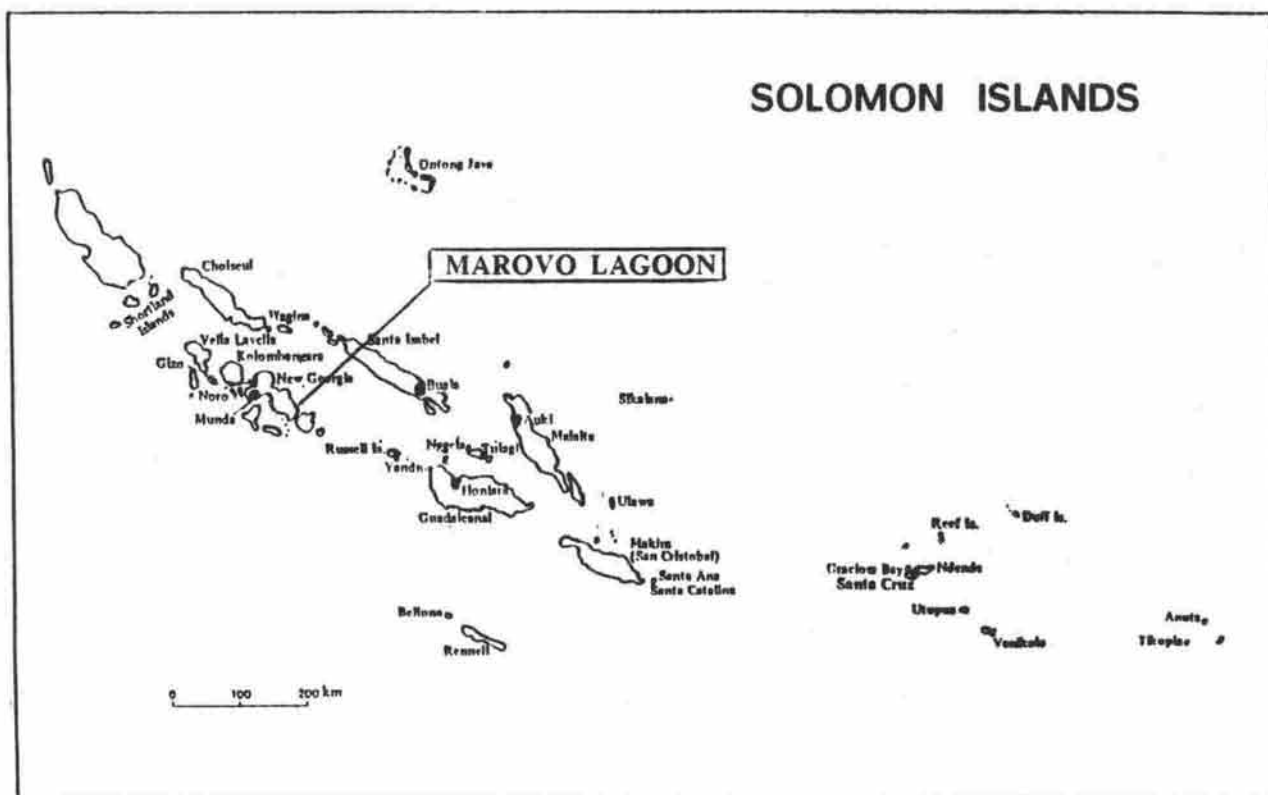 SOLOMON ISLANDS
Ontong Java
MAROVO LAGOON
Choiseul
Shortland
Islands
Wagina
Vella Lavella
Santa Isabel
Kolombangara
Gizo
New Georgia
Noro
Buala
Munda
Sikaiana
Auki
Malaita
Russell Is.
Tulagi
Yandu
Honiara
Guadalcanal
Ulawa
Makira
(San Cristobal)
Santa Ana
Santa Catalina
Reef Is.
Duff Is.
Graciosa Bay
Ndende
Santa Cruz
Bellona
Rennell
Utupua
Vanikolo
Anuta
Tikopia
0 100 200 km